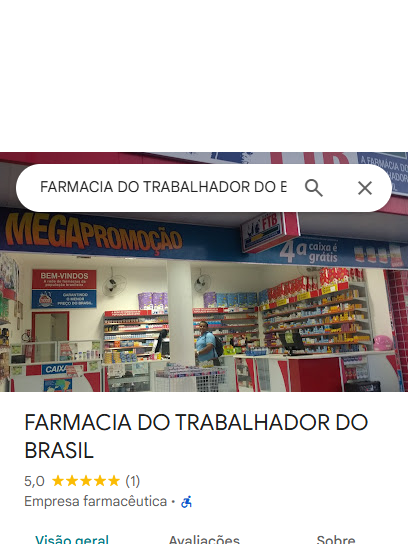 A FARMÁCIA DO
FTB
FARMACIA DO TRABALHADOR DO E
MEGAPROMOÇÃO
FTB
4ª caixa é
grátis
BEM-VINDOS
CAIXA
FARMACIA DO TRABALHADOR DO
BRASIL
5,0 (1)
Empresa farmacêutica ·
Visão geral
Avaliações
Sobre